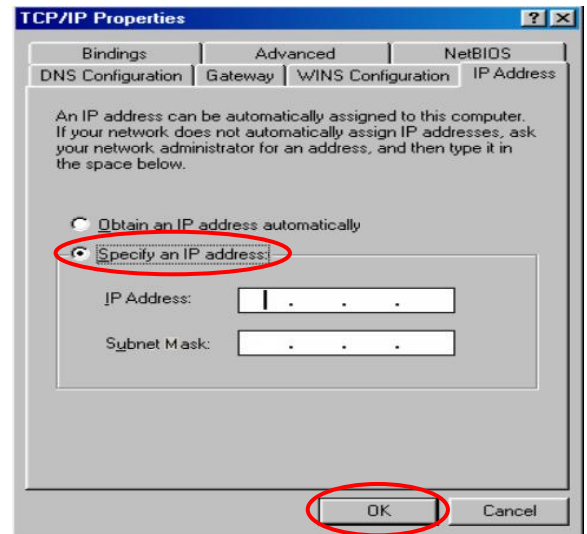 TCP/IP Properties
? X
Bindings Advanced NetBIOS
DNS Configuration Gateway WINS Configuration IP Address
An IP address can be automatically assigned to this computer.
If your network does not automatically assign IP addresses, ask
your network administrator for an address, and then type it in
the space below.
Obtain an IP address automatically
Specify an IP address:
IP Address: . . .
Subnet Mask: . . .
OK Cancel